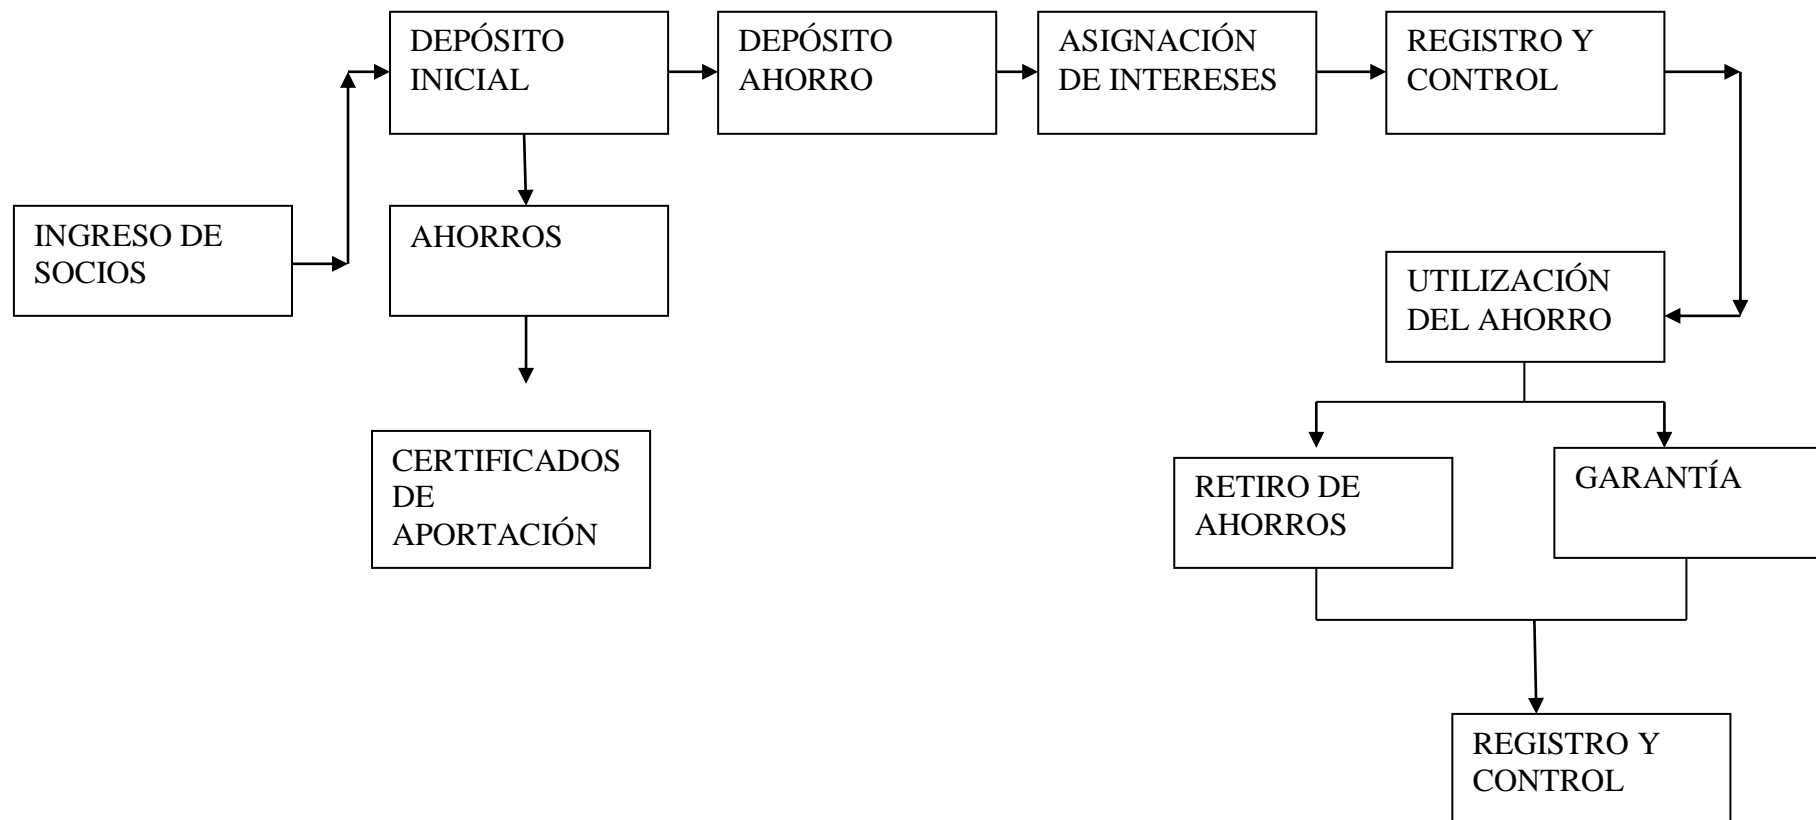 DEPÓSITO
INICIAL
DEPÓSITO
AHORRO
ASIGNACIÓN
DE INTERESES
REGISTRO Y
CONTROL
INGRESO DE
SOCIOS
AHORROS
UTILIZACIÓN
DEL AHORRO
CERTIFICADOS
DE
APORTACIÓN
RETIRO DE
AHORROS
GARANTÍA
REGISTRO Y
CONTROL